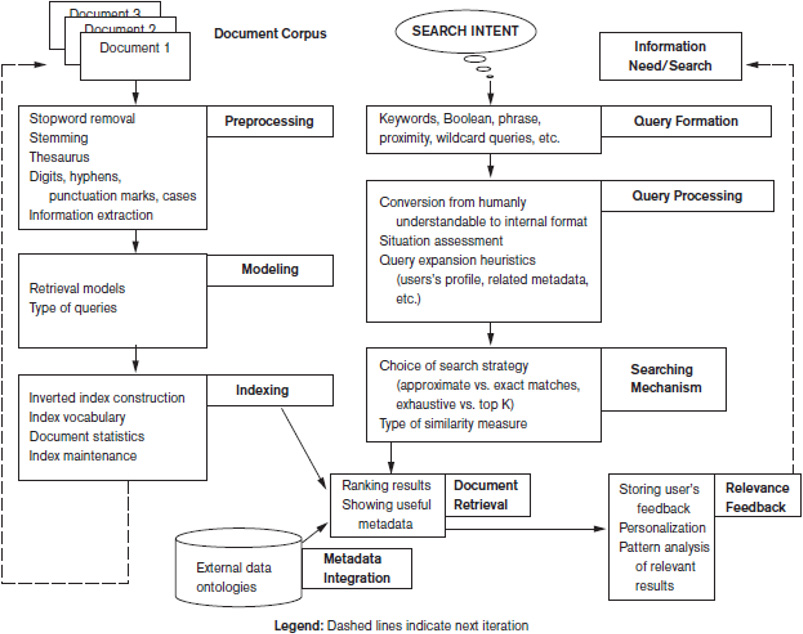 Document 3
Document 2
Document 1
Document Corpus
SEARCH INTENT
Information
Need/Search
Stopword removal
Stemming
Thesaurus
Digits, hyphens,
punctuation marks, cases
Information extraction
Preprocessing
Keywords, Boolean, phrase,
proximity, wildcard queries, etc.
Query Formation
Conversion from humanly
understandable to internal format
Situation assessment
Query expansion heuristics
(users's profile, related metadata,
etc.)
Query Processing
Retrieval models
Type of queries
Modeling
Choice of search strategy
(approximate vs. exact matches,
exhaustive vs. top K)
Type of similarity measure
Searching
Mechanism
Inverted index construction
Index vocabulary
Document statistics
Index maintenance
Indexing
Ranking results
Showing useful
metadata
Document
Retrieval
Storing user's
feedback
Personalization
Pattern analysis
of relevant
results
Relevance
Feedback
External data
ontologies
Metadata
Integration
Legend: Dashed lines indicate next iteration